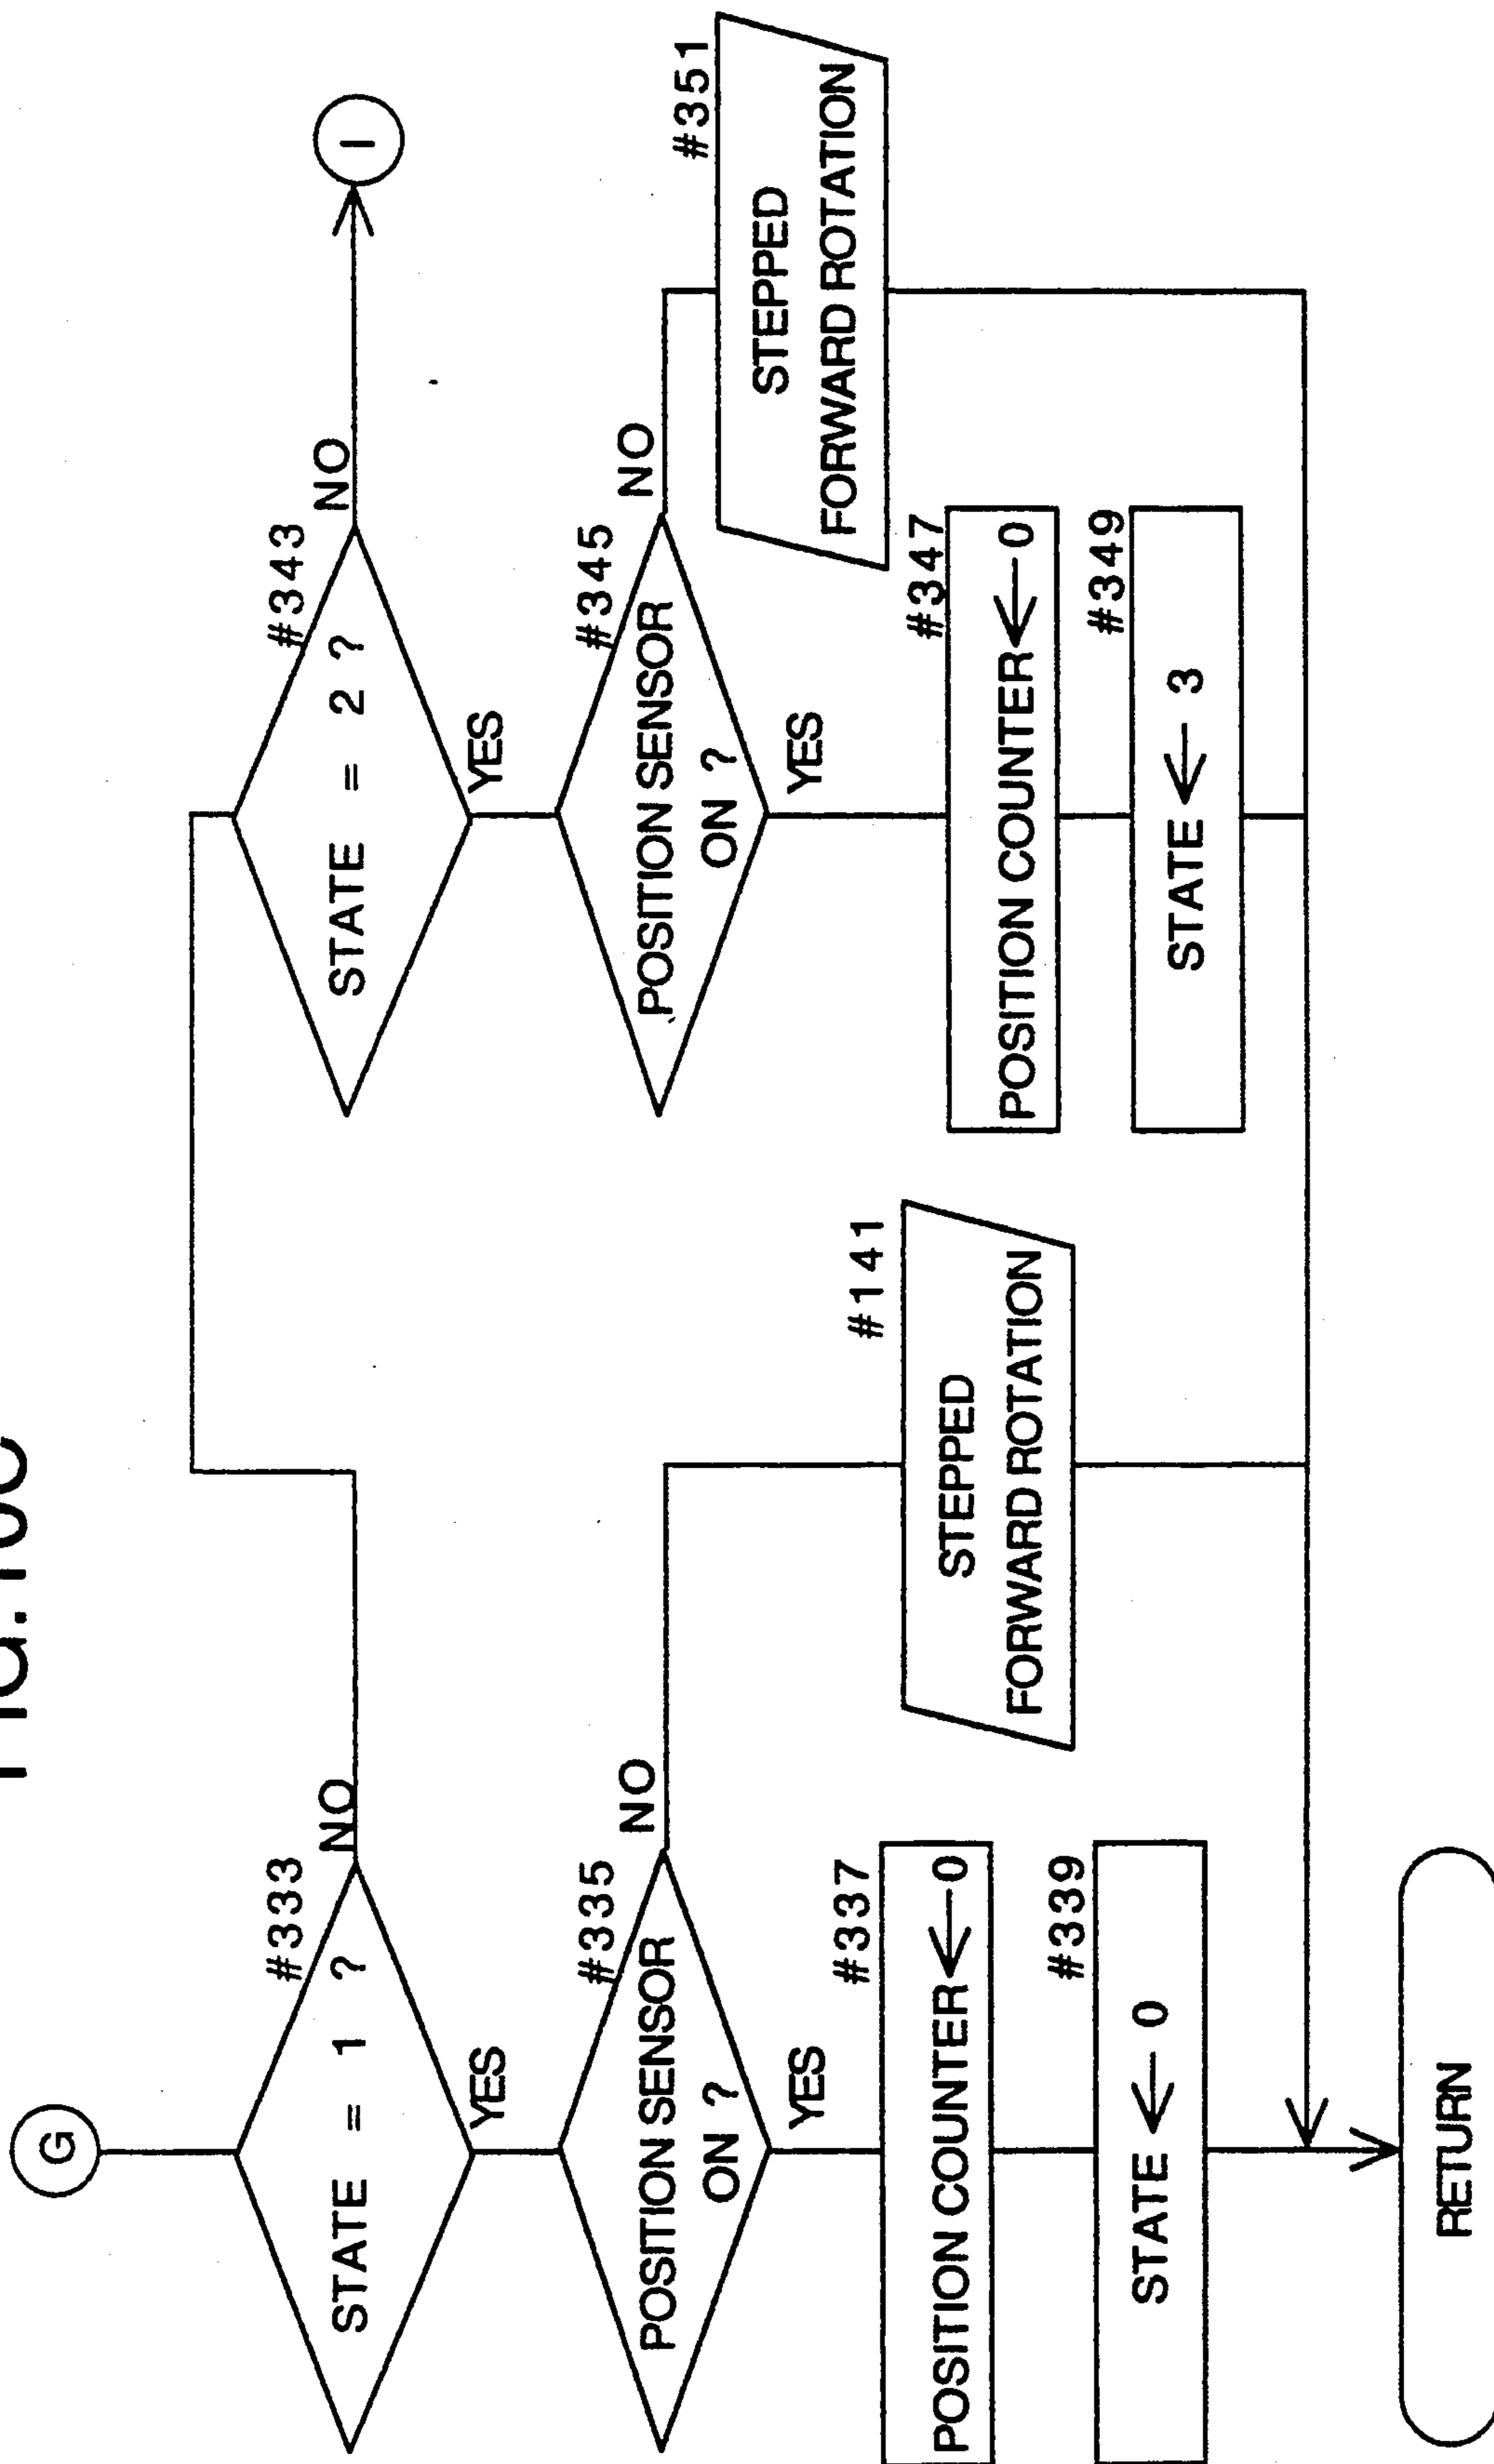 G
#333
STATE = 1 ?
NO
YES
#335
POSITION SENSOR
ON ?
NO
YES
#337
POSITION COUNTER←0
#339
STATE ← 0
#141
STEPPED
FORWARD ROTATION
RETURN
#343
STATE = 2 ?
NO
I
YES
#345
POSITION SENSOR
ON ?
NO
YES
#347
POSITION COUNTER←0
#349
STATE ← 3
#351
STEPPED
FORWARD ROTATION